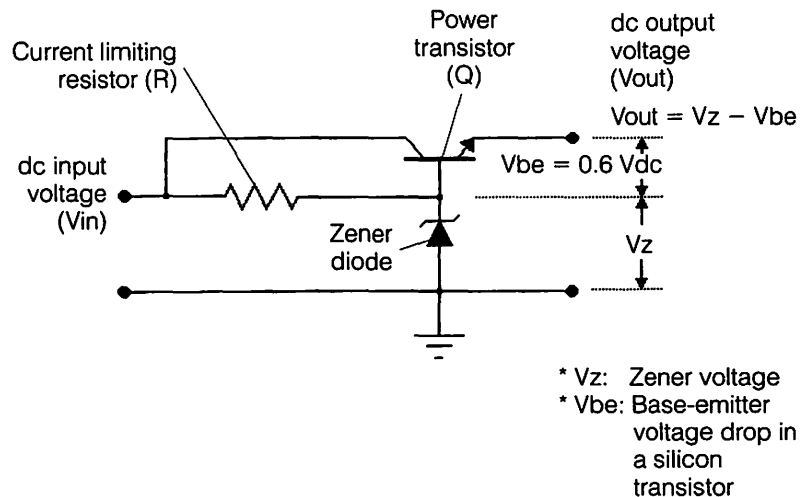 Current limiting
resistor (R)
Power
transistor
(Q)
dc output
voltage
(Vout)
Vout = Vz – Vbe
dc input
voltage
(Vin)
Vbe = 0.6 Vdc
Zener
diode
Vz
* Vz: Zener voltage
* Vbe: Base-emitter
voltage drop in
a silicon
transistor